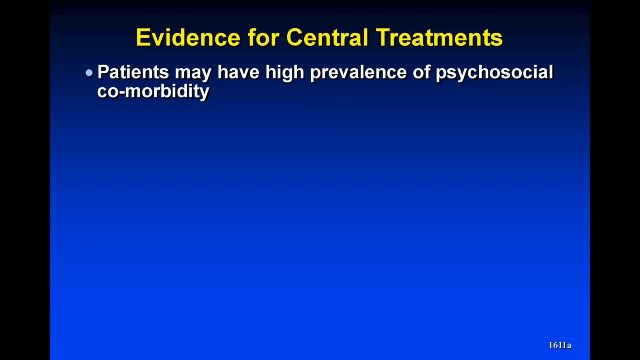 Evidence for Central Treatments
• Patients may have high prevalence of psychosocial
co-morbidity
1611a